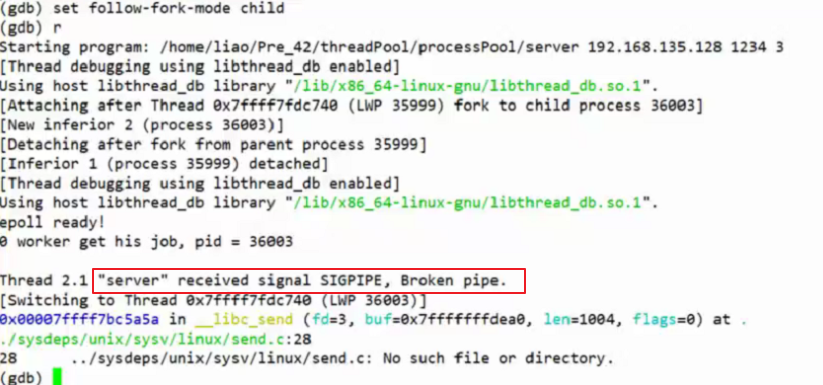 (gdb) set follow-fork-mode child
(gdb) r
Starting program: /home/liao/Pre_42/threadPool/processPool/server 192.168.135.128 1234 3
[Thread debugging using libthread_db enabled]
Using host libthread_db library "/lib/x86_64-linux-gnu/libthread_db.so.1".
[Attaching after Thread 0x7ffff7fdc740 (LWP 35999) fork to child process 36003]
[New inferior 2 (process 36003)]
[Detaching after fork from parent process 35999]
[Inferior 1 (process 35999) detached]
[Thread debugging using libthread_db enabled]
Using host libthread_db library "/lib/x86_64-linux-gnu/libthread_db.so.1".
epoll ready!
0 worker get his job, pid = 36003
Thread 2.1 "server" received signal SIGPIPE, Broken pipe.
[Switching to Thread 0x7ffff7fdc740 (LWP 36003)]
0x00007ffff7bc5a5a in __libc_send (fd=3, buf=0x7fffffffdea0, len=1004, flags=0) at .
./sysdeps/unix/sysv/linux/send.c:28
28 ../sysdeps/unix/sysv/linux/send.c: No such file or directory.
(gdb)